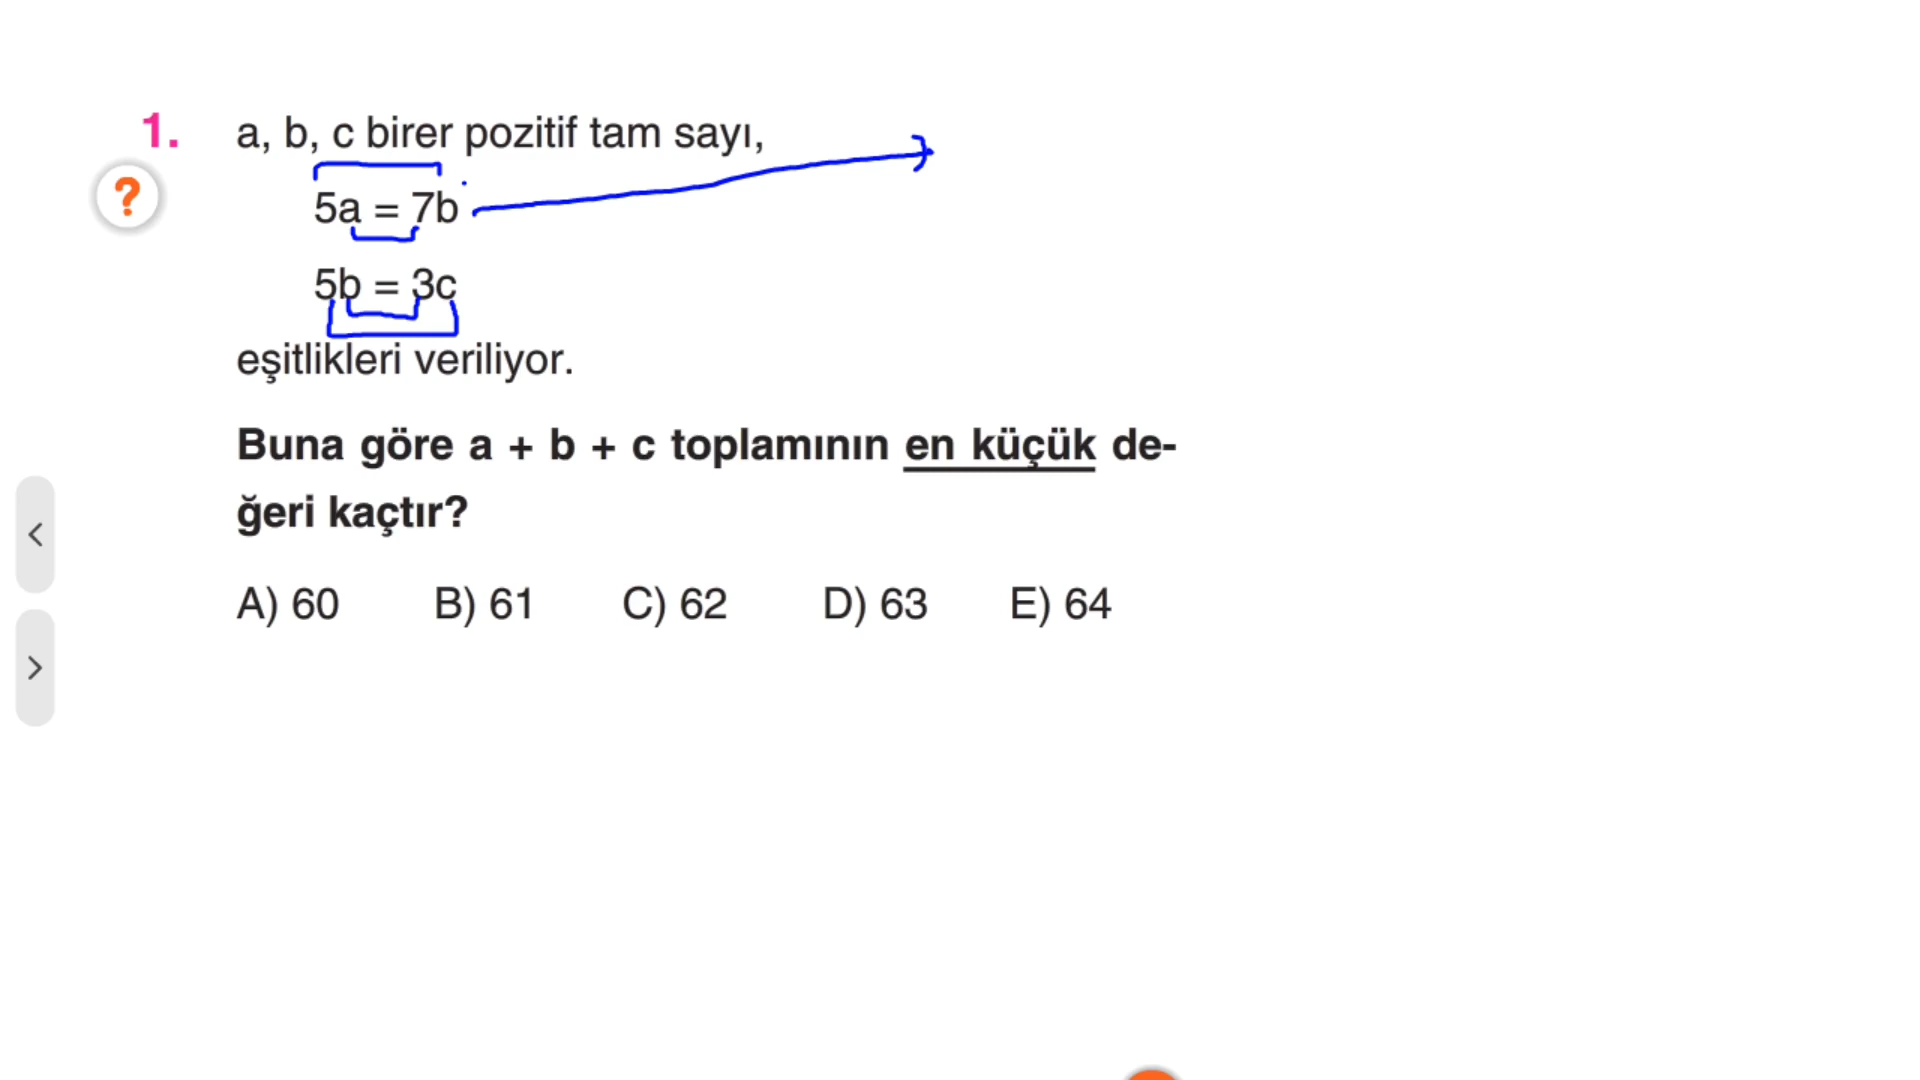 1. a, b, c birer pozitif tam sayı,
?
5a = 7b
5b = 3c
eşitlikleri veriliyor.
Buna göre a + b + c toplamının en küçük de-
ğeri kaçtır?
A) 60 B) 61 C) 62 D) 63 E) 64